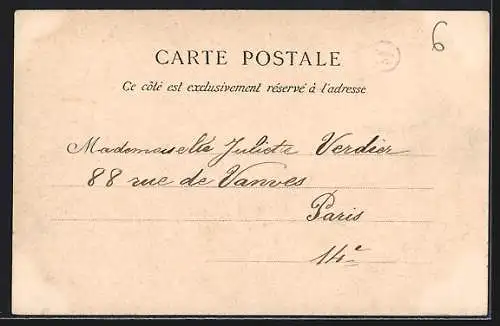 6
CARTE POSTALE
Ce côté est exclusivement réservé à l'adresse
Mademoiselle Juliette Verdier
88 rue de Vanves
Paris
14e